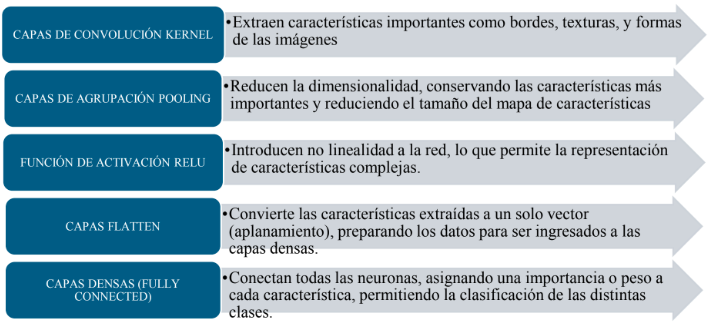 CAPAS DE CONVOLUCIÓN KERNEL
•Extraen características importantes como bordes, texturas, y formas
de las imágenes
CAPAS DE AGRUPACIÓN POOLING
•Reducen la dimensionalidad, conservando las características más
importantes y reduciendo el tamaño del mapa de características
FUNCIÓN DE ACTIVACIÓN RELU
•Introducen no linealidad a la red, lo que permite la representación
de características complejas.
CAPAS FLATTEN
•Convierte las características extraídas a un solo vector
(aplanamiento), preparando los datos para ser ingresados a las
capas densas.
CAPAS DENSAS (FULLY
CONNECTED)
•Conectan todas las neuronas, asignando una importancia o peso a
cada característica, permitiendo la clasificación de las distintas
clases.